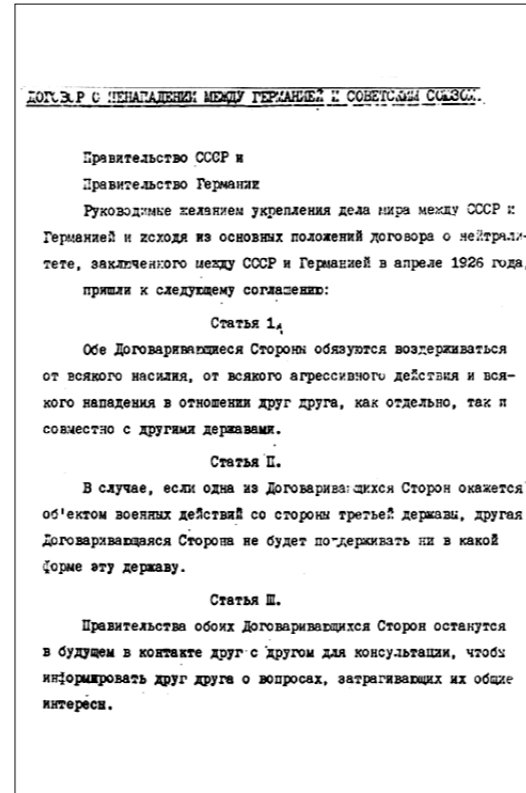 ДОГОВОР О НЕНАПАДЕНИИ МЕЖДУ ГЕРМАНИЕЙ И СОВЕТСКИМ СОЮЗОМ.
Правительство СССР и
Правительство Германии
Руководимые желанием укрепления дела мира между СССР и
Германией и исходя из основных положений договора о нейтрали-
тете, заключенного между СССР и Германией в апреле 1926 года,
пришли к следующему соглашению:
Статья 1.
Обе Договаривающиеся Стороны обязуются воздерживаться
от всякого насилия, от всякого агрессивного действия и вся-
кого нападения в отношении друг друга, как отдельно, так и
совместно с другими державами.
Статья II.
В случае, если одна из Договаривающихся Сторон окажется
об'ектом военных действий со стороны третьей державы, другая
Договаривающаяся Сторона не будет поддерживать ни в какой
форме эту державу.
Статья III.
Правительства обоих Договаривающихся Сторон останутся
в будущем в контакте друг с другом для консультации, чтобы
информировать друг друга о вопросах, затрагивающих их общие
интересы.